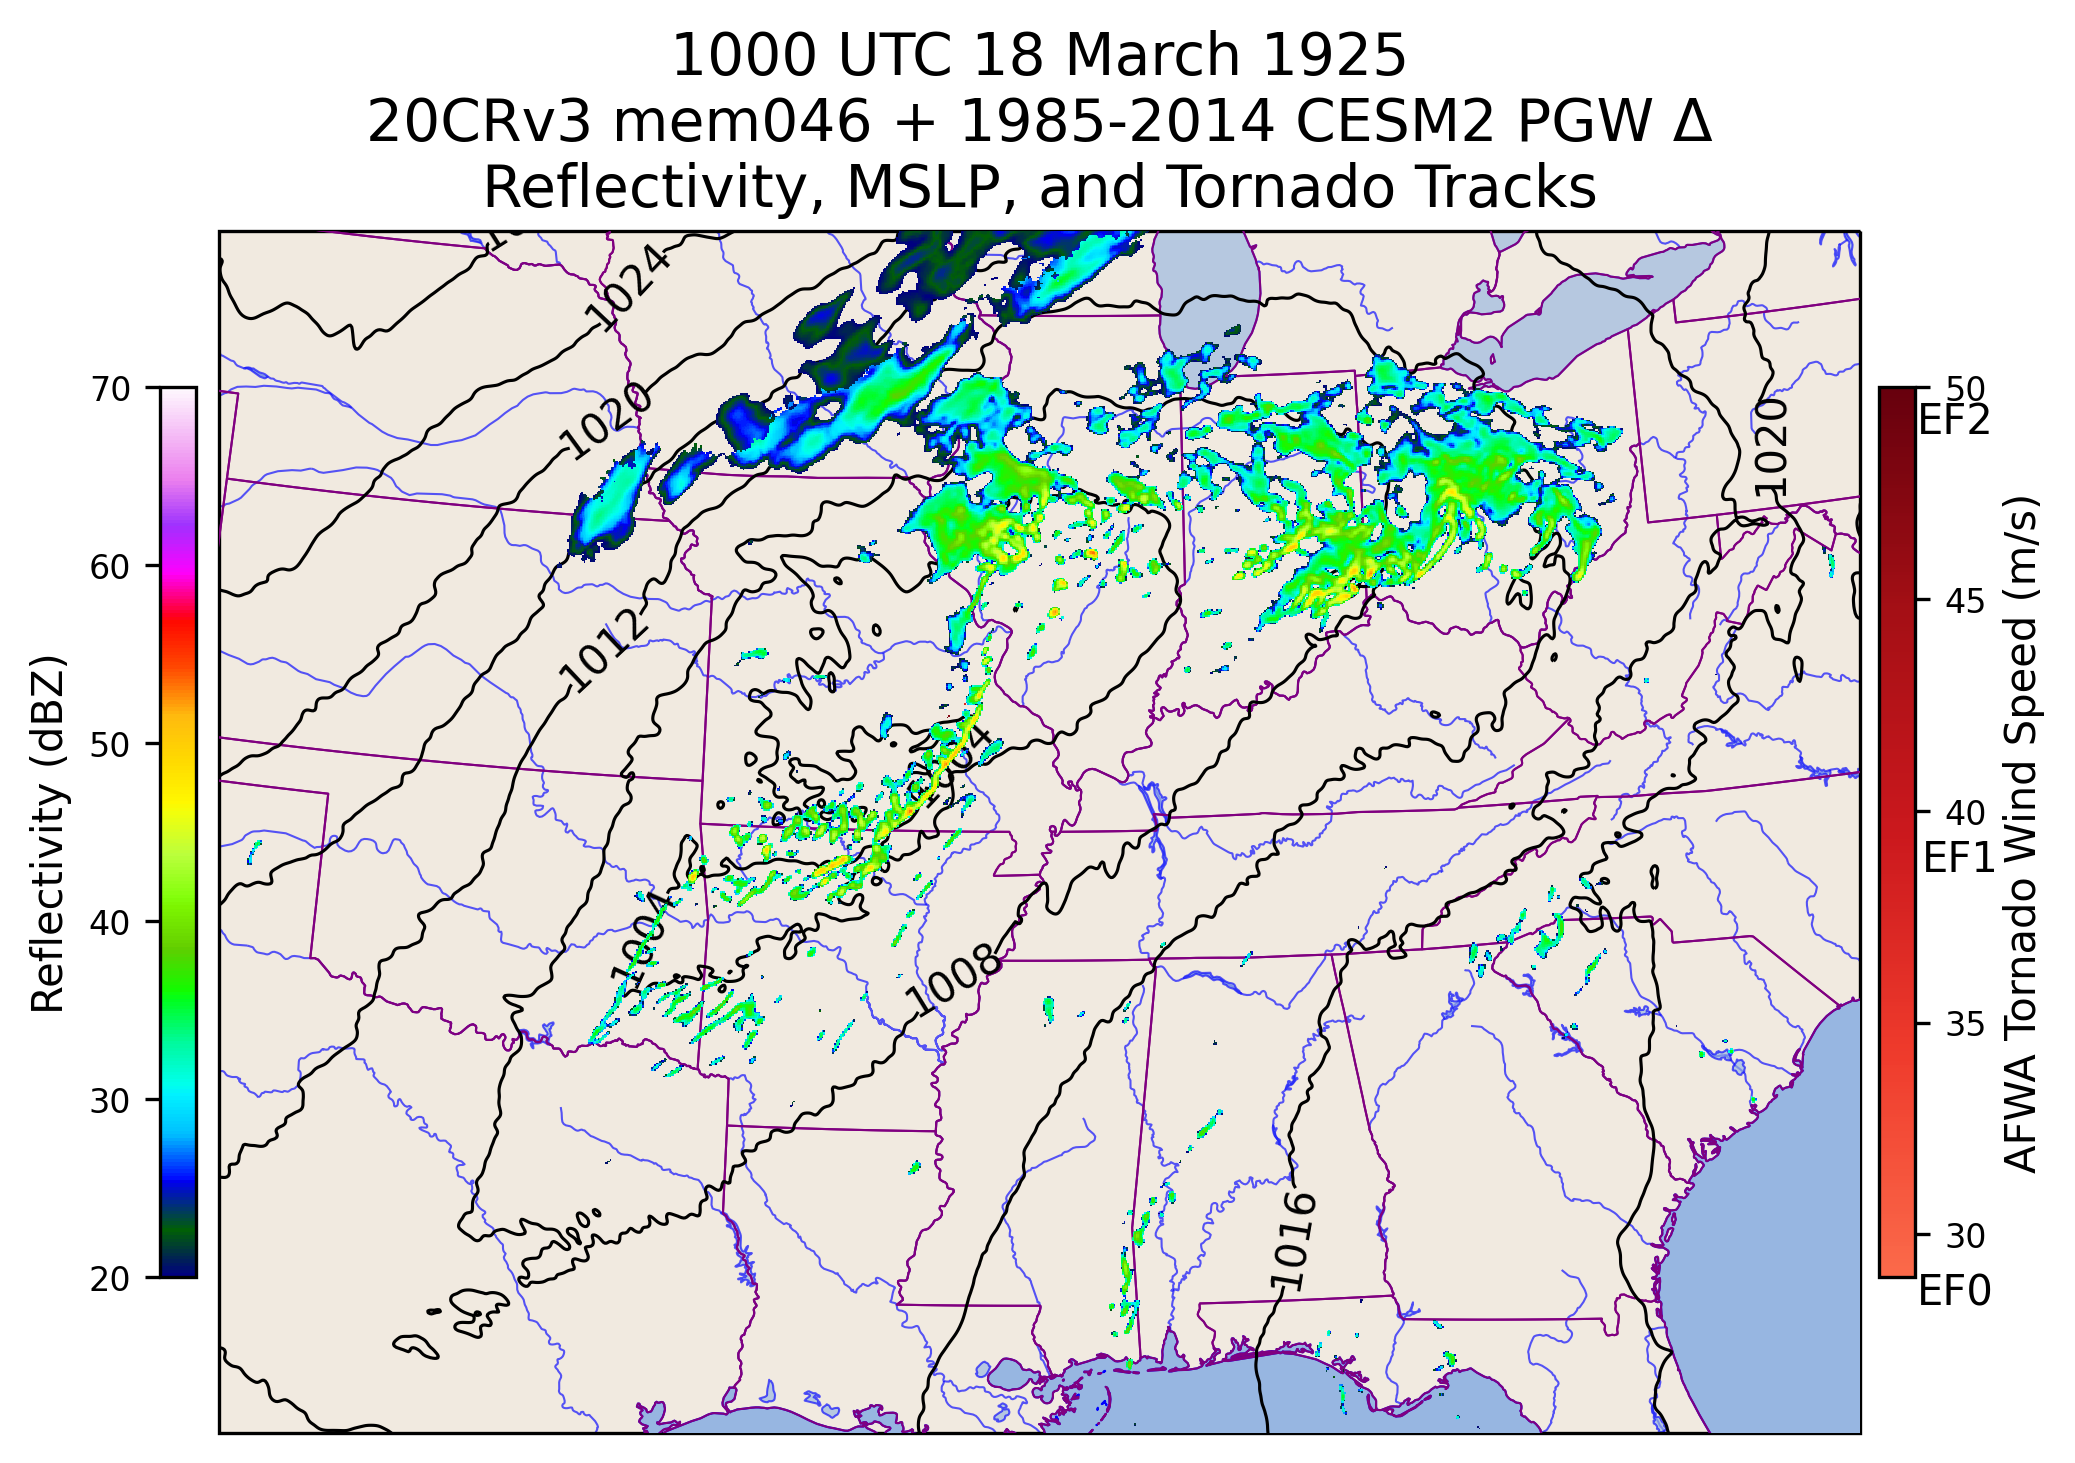 1000 UTC 18 March 1925
20CRv3 mem046 + 1985-2014 CESM2 PGW Δ
Reflectivity, MSLP, and Tornado Tracks
1024
1020
1012
1004
1004
1008
1016
1020
Reflectivity (dBZ)
70
60
50
40
30
20
AFWA Tornado Wind Speed (m/s)
50
EF2
45
40
EF1
35
30
EF0